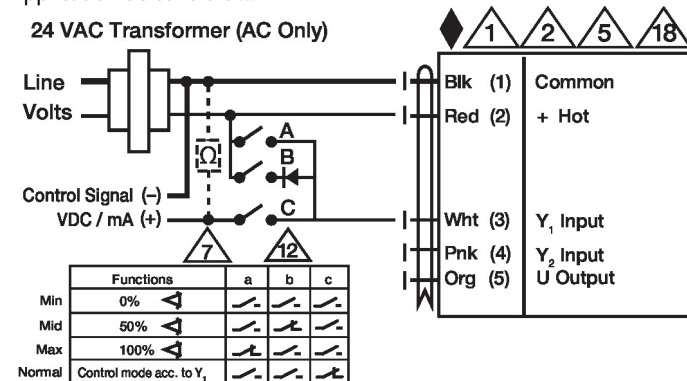 24 VAC Transformer (AC Only)
1 2 5 18
Line
Volts
Blk (1) Common
Red (2) + Hot
A
B
C
Ω
Control Signal (–)
VDC / mA (+)
Wht (3) Y1 Input
Pnk (4) Y2 Input
Org (5) U Output
7 12
Functions a b c
Min 0%
Mid 50%
Max 100%
Normal Control mode acc. to Y1